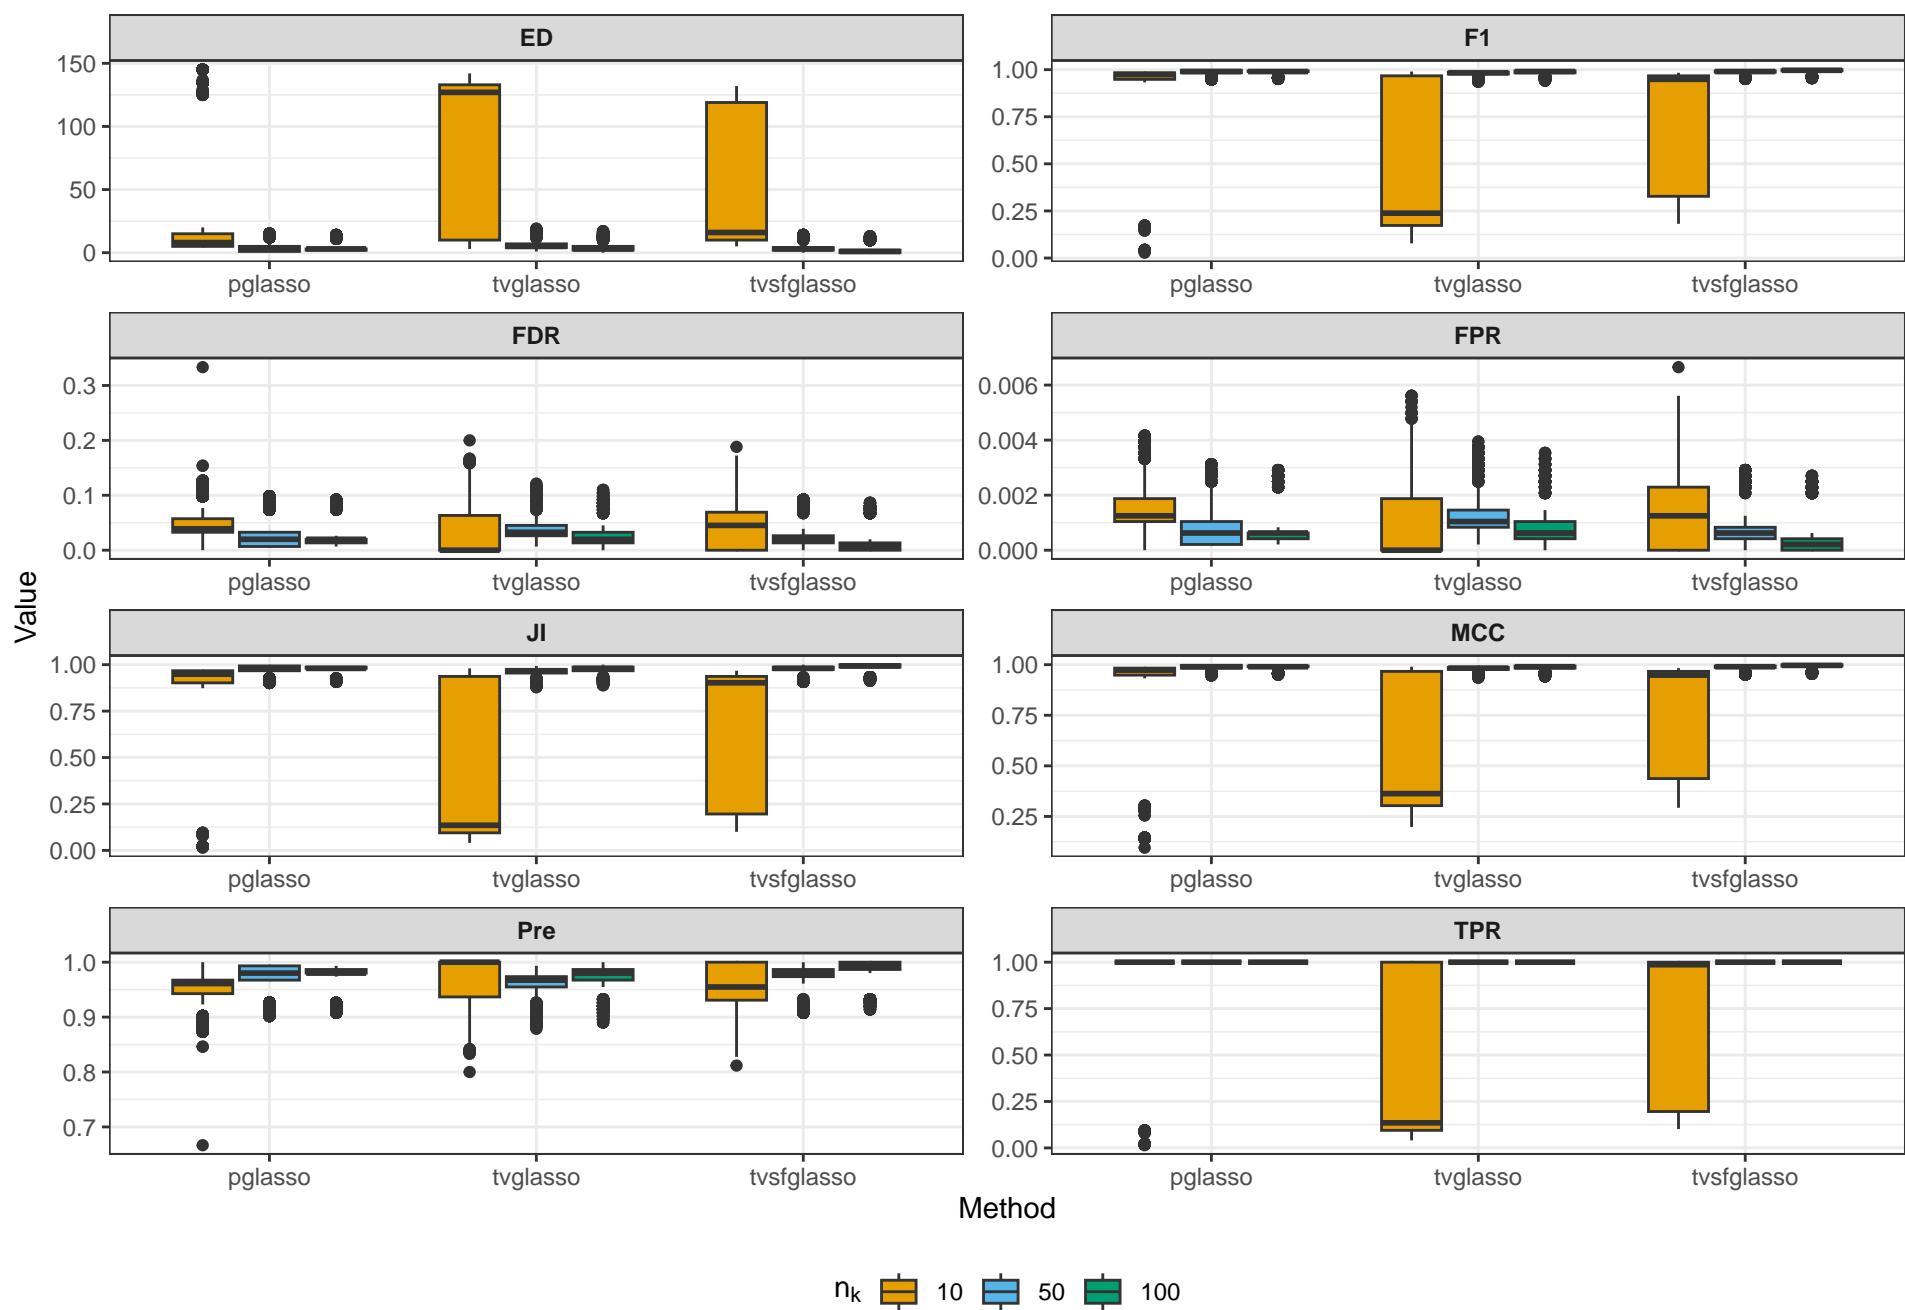 ED
F1
150
100
50
0
1.00
0.75
0.50
0.25
0.00
pglasso tvglasso tvsfglasso
pglasso tvglasso tvsfglasso
FDR
FPR
0.3
0.2
0.1
0.0
0.006
0.004
0.002
0.000
pglasso tvglasso tvsfglasso
pglasso tvglasso tvsfglasso
Value
JI
MCC
1.00
0.75
0.50
0.25
0.00
1.00
0.75
0.50
0.25
pglasso tvglasso tvsfglasso
pglasso tvglasso tvsfglasso
Pre
TPR
1.0
0.9
0.8
0.7
1.00
0.75
0.50
0.25
0.00
pglasso tvglasso tvsfglasso
pglasso tvglasso tvsfglasso
Method
nk 10 50 100